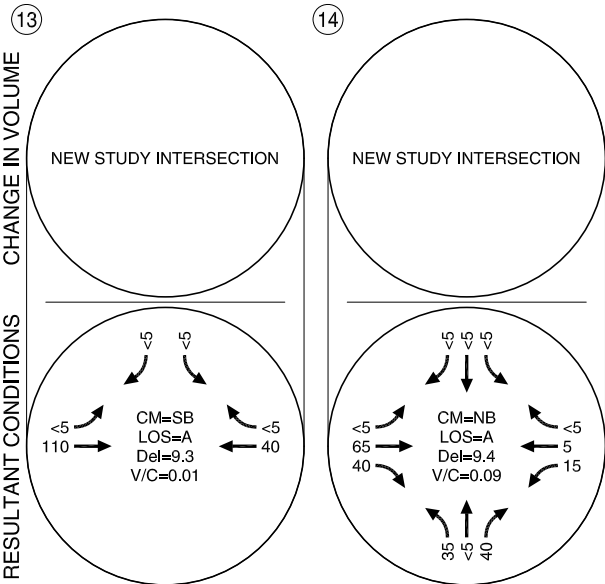 13
14
CHANGE IN VOLUME
NEW STUDY INTERSECTION
NEW STUDY INTERSECTION
RESULTANT CONDITIONS
<5 <5
<5
110
CM=SB
LOS=A
Del=9.3
V/C=0.01
<5
40
<5 <5 <5
<5
65
40
CM=NB
LOS=A
Del=9.4
V/C=0.09
<5
5
15
35 <5 40